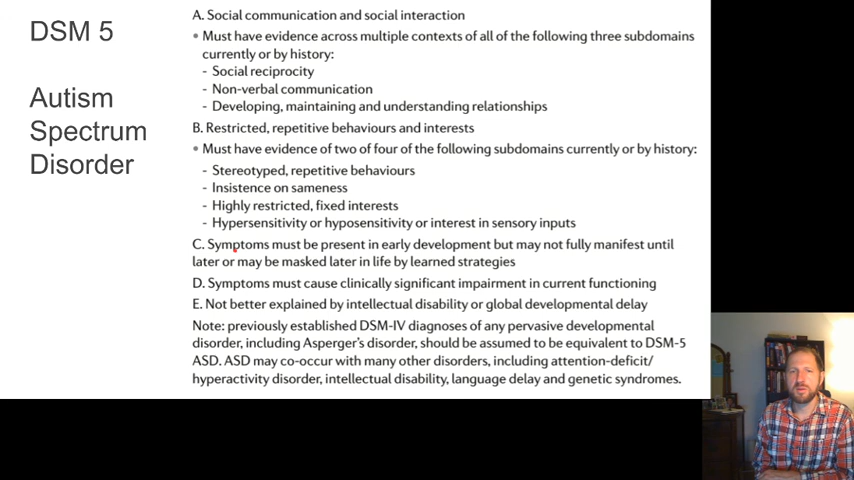 DSM 5
Autism
Spectrum
Disorder
A. Social communication and social interaction
• Must have evidence across multiple contexts of all of the following three subdomains
currently or by history:
- Social reciprocity
- Non-verbal communication
- Developing, maintaining and understanding relationships
B. Restricted, repetitive behaviours and interests
• Must have evidence of two of four of the following subdomains currently or by history:
- Stereotyped, repetitive behaviours
- Insistence on sameness
- Highly restricted, fixed interests
- Hypersensitivity or hyposensitivity or interest in sensory inputs
C. Symptoms must be present in early development but may not fully manifest until
later or may be masked later in life by learned strategies
D. Symptoms must cause clinically significant impairment in current functioning
E. Not better explained by intellectual disability or global developmental delay
Note: previously established DSM-IV diagnoses of any pervasive developmental
disorder, including Asperger's disorder, should be assumed to be equivalent to DSM-5
ASD. ASD may co-occur with many other disorders, including attention-deficit/
hyperactivity disorder, intellectual disability, language delay and genetic syndromes.